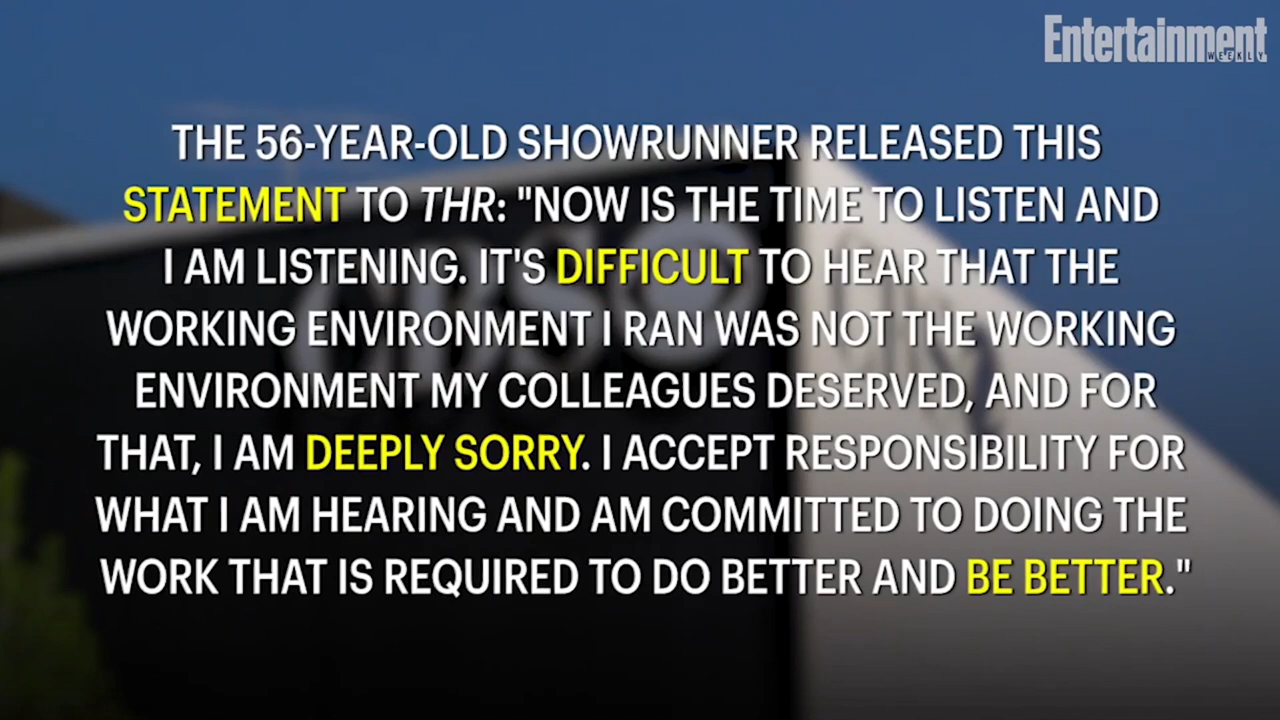 Entertainment
WEEKLY
THE 56-YEAR-OLD SHOWRUNNER RELEASED THIS
STATEMENT TO THR: "NOW IS THE TIME TO LISTEN AND
I AM LISTENING. IT'S DIFFICULT TO HEAR THAT THE
WORKING ENVIRONMENT I RAN WAS NOT THE WORKING
ENVIRONMENT MY COLLEAGUES DESERVED, AND FOR
THAT, I AM DEEPLY SORRY. I ACCEPT RESPONSIBILITY FOR
WHAT I AM HEARING AND AM COMMITTED TO DOING THE
WORK THAT IS REQUIRED TO DO BETTER AND BE BETTER."